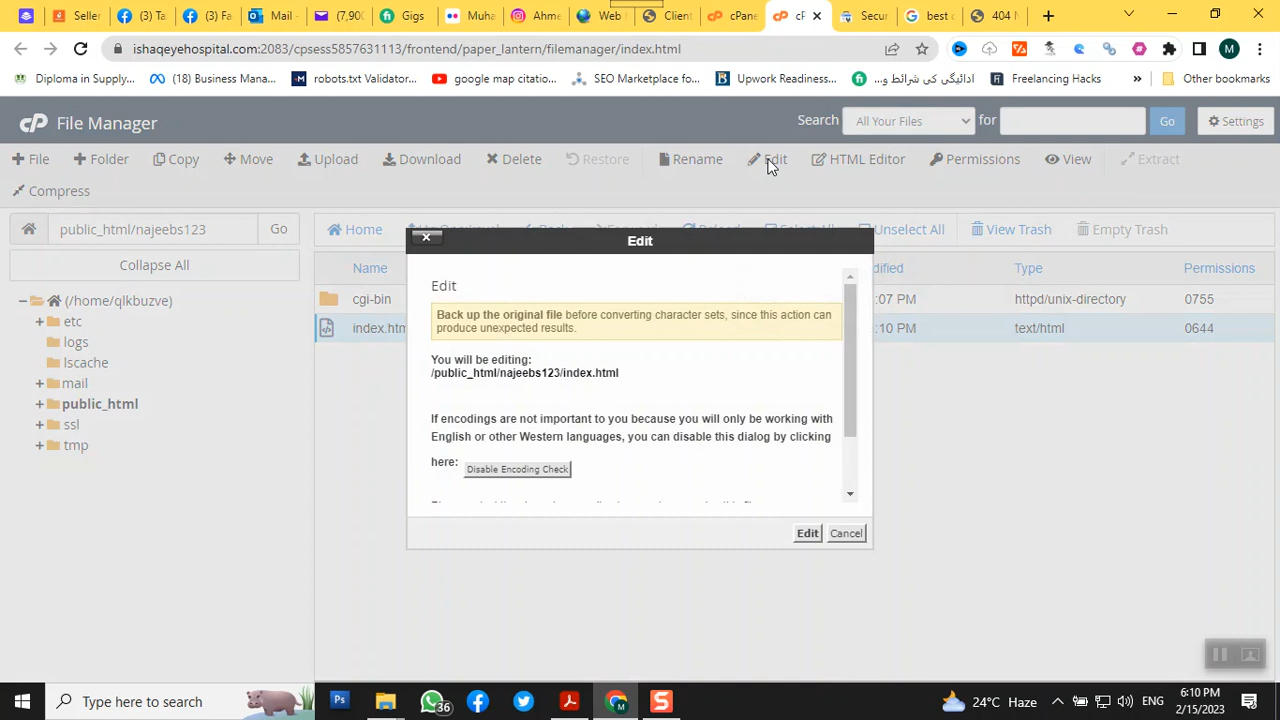 Seller
(3) Ta
(3) Fa
Mail -
(7,90
Gigs
Muha
Ahme
Web
Client
cPane
cP
Secur
best c
404 N
ishaqeyehospital.com:2083/cpsess5857631113/frontend/paper_lantern/filemanager/index.html
M
Diploma in Supply...
(18) Business Mana...
robots.txt Validator...
google map citatio...
SEO Marketplace fo...
Upwork Readiness...
ادائیگی کی شرائط و...
Freelancing Hacks
»
Other bookmarks
cP File Manager
Search All Your Files for Go Settings
File Folder Copy Move Upload Download Delete Restore Rename Edit HTML Editor Permissions View Extract
Compress
public_html/najeebs123 Go
Home Reload Unselect All View Trash Empty Trash
Collapse All
Name Type Permissions
(/home/qlkbuzve)
cgi-bin :07 PM httpd/unix-directory 0755
etc
index.htm :10 PM text/html 0644
logs
lscache
mail
public_html
ssl
tmp
Edit
Edit
Back up the original file before converting character sets, since this action can
produce unexpected results.
You will be editing:
/public_html/najeebs123/index.html
If encodings are not important to you because you will only be working with
English or other Western languages, you can disable this dialog by clicking
here: Disable Encoding Check
Edit Cancel
Type here to search
Ps
36
24°C Haze
ENG
6:10 PM
2/15/2023